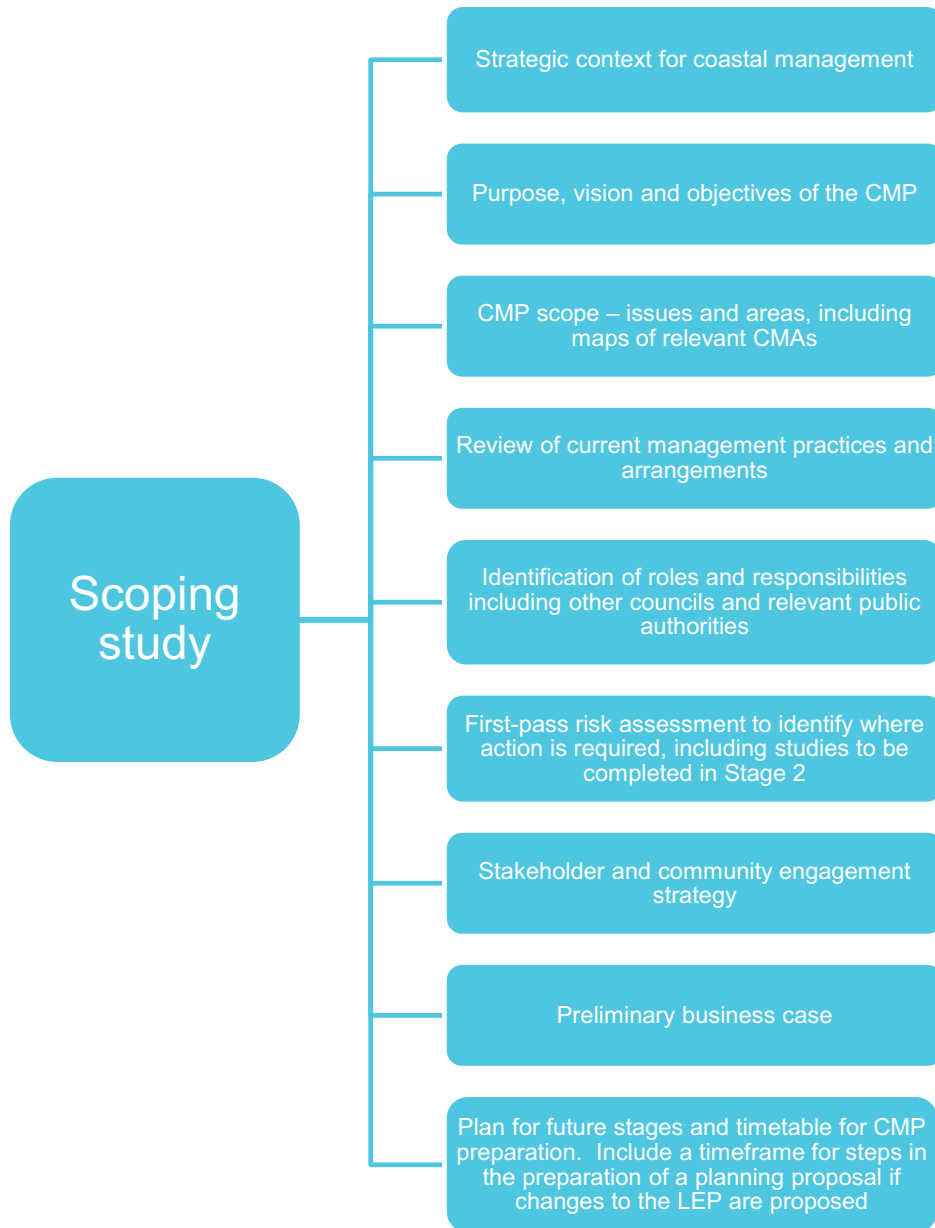 Scoping
study
Strategic context for coastal management
Purpose, vision and objectives of the CMP
CMP scope – issues and areas, including
maps of relevant CMAs
Review of current management practices and
arrangements
Identification of roles and responsibilities
including other councils and relevant public
authorities
First-pass risk assessment to identify where
action is required, including studies to be
completed in Stage 2
Stakeholder and community engagement
strategy
Preliminary business case
Plan for future stages and timetable for CMP
preparation.  Include a timeframe for steps in
the preparation of a planning proposal if
changes to the LEP are proposed